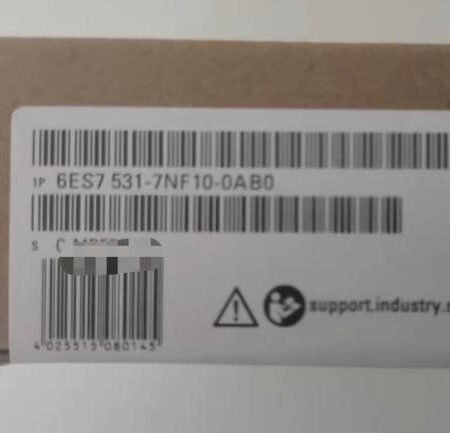 1P 6ES7 531-7NF10-0AB0
S
support.industry.s
4 025515 080145